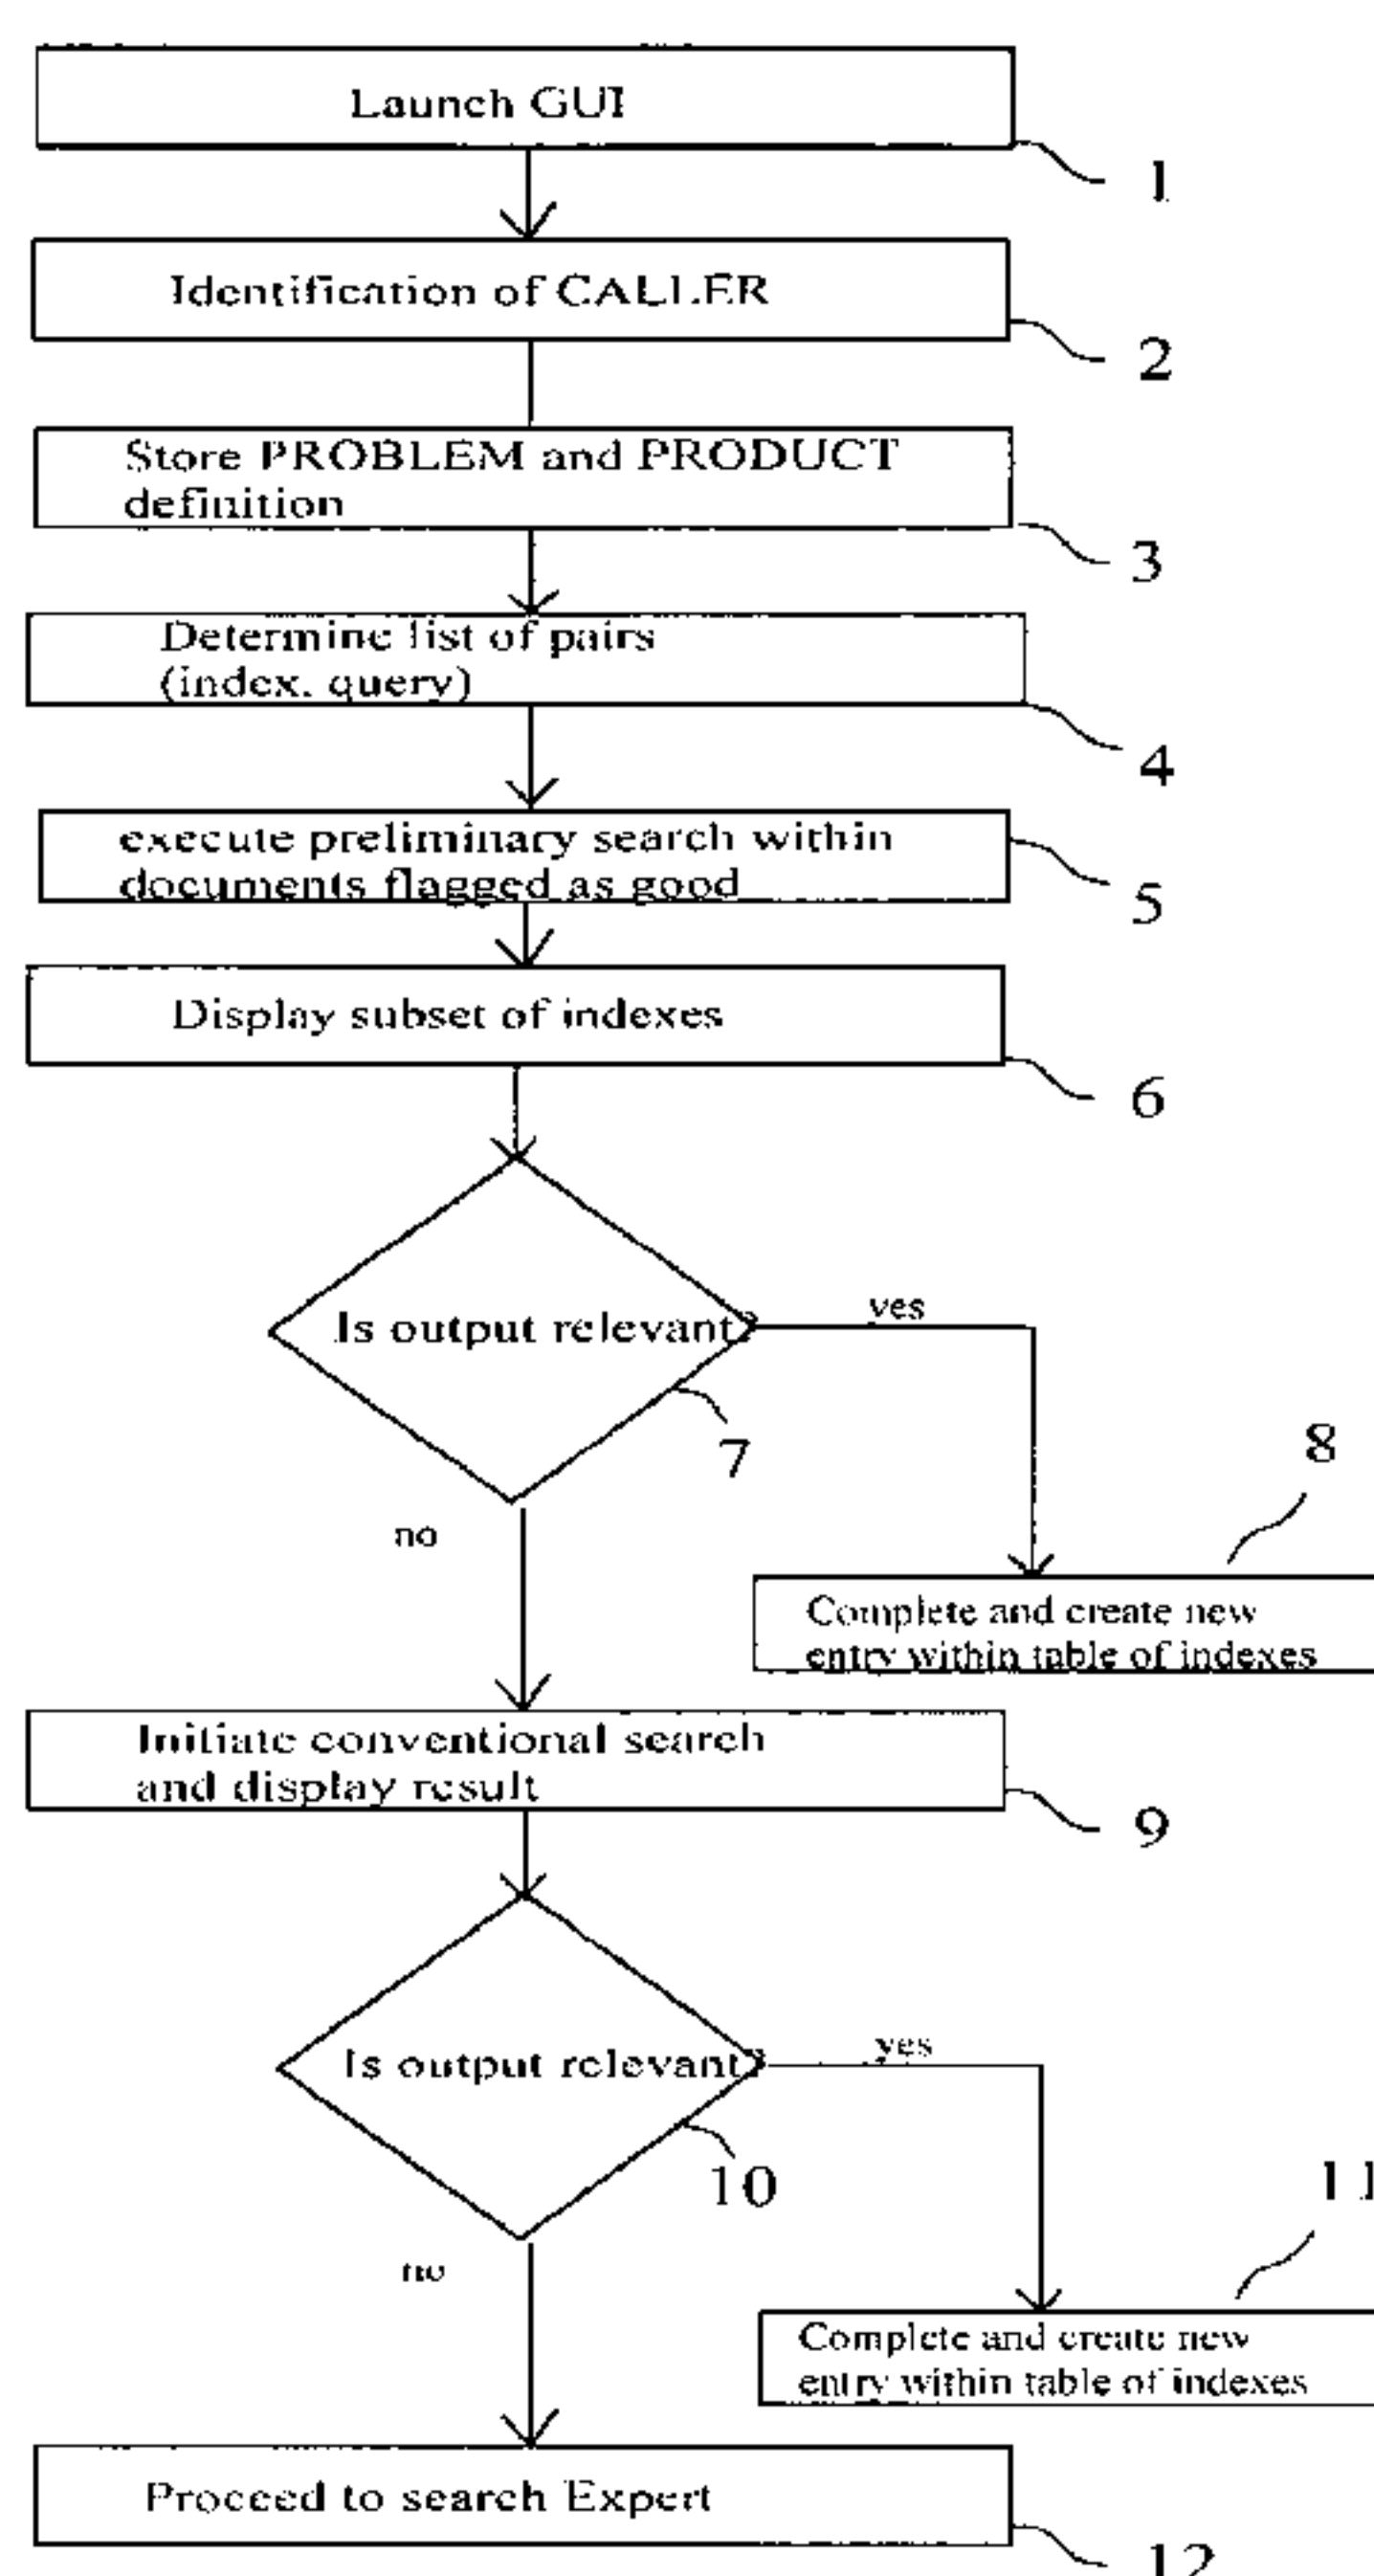 Launch GUI
1
Identification of CALLER
2
Store PROBLEM and PRODUCT
definition
3
Determine list of pairs
(index, query)
4
execute preliminary search within
documents flagged as good
5
Display subset of indexes
6
Is output relevant?
yes
7
8
no
Complete and create new
entry within table of indexes
Initiate conventional search
and display result
9
Is output relevant?
yes
10
11
no
Complete and create new
entry within table of indexes
Proceed to search Expert
12